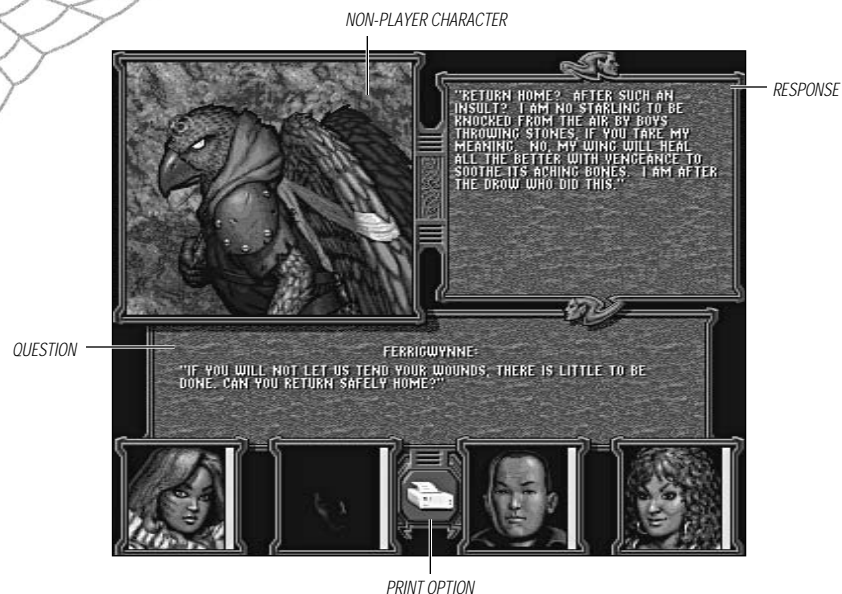 NON-PLAYER CHARACTER
"RETURN HOME? AFTER SUCH AN
INSULT? I AM NO STARLING TO BE
KNOCKED FROM THE AIR BY BOYS
THROWING STONES, IF YOU TAKE MY
MEANING. NO, MY WING WILL HEAL
ALL THE BETTER WITH VENGEANCE TO
SOOTHE ITS ACHING BONES. I AM AFTER
THE DROW WHO DID THIS."
RESPONSE
QUESTION
FERRIGWYNNE:
"IF YOU WILL NOT LET US TEND YOUR WOUNDS, THERE IS LITTLE TO BE
DONE. CAN YOU RETURN SAFELY HOME?"
PRINT OPTION